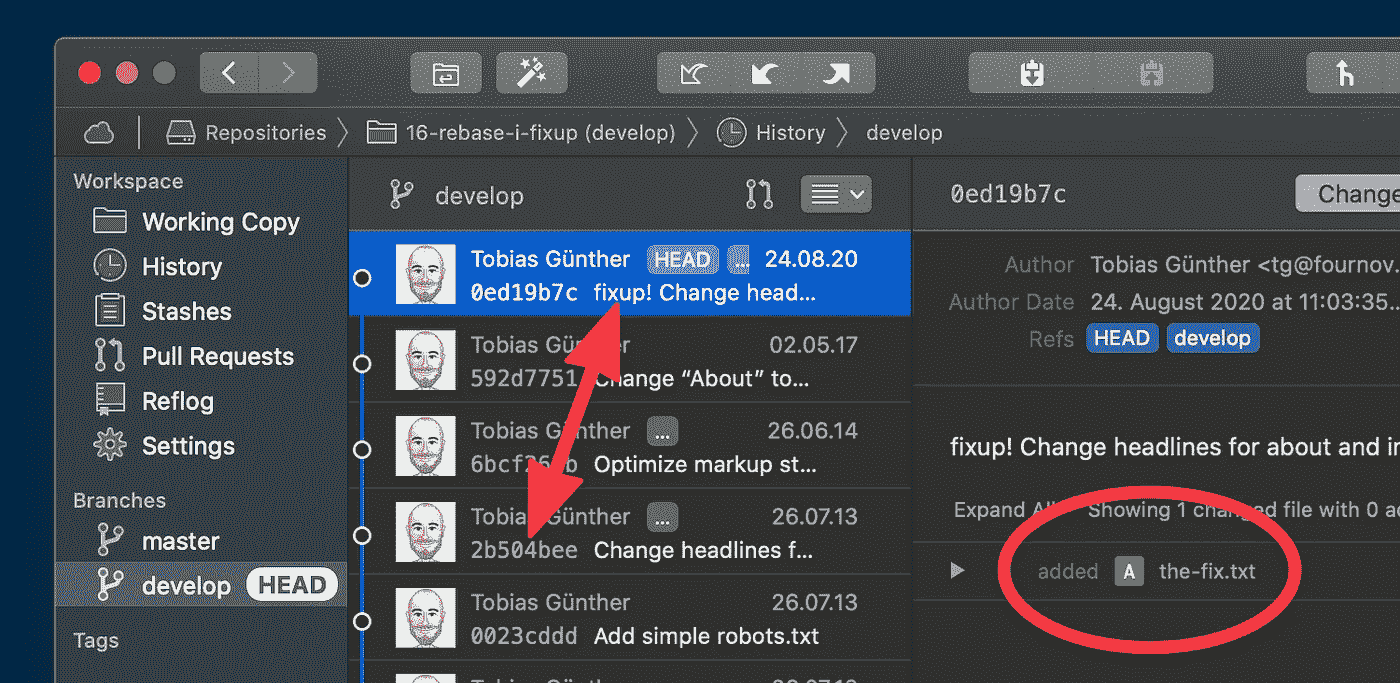 Repositories 16-rebase-i-fixup (develop) History develop
Workspace
Working Copy
History
Stashes
Pull Requests
Reflog
Settings
Branches
master
develop HEAD
Tags
develop
Tobias Günther HEAD ... 24.08.20
0ed19b7c fixup! Change head...
Tobias Günther 02.05.17
592d7751 Change “About” to...
Tobias Günther ... 26.06.14
Optimize markup st...
Tobias Günther ... 26.07.13
2b504bee Change headlines f...
Tobias Günther 26.07.13
0023cddd Add simple robots.txt
0ed19b7c Change
Author Tobias Günther <tg@fournov...
Author Date 24. August 2020 at 11:03:35...
Refs HEAD develop
fixup! Change headlines for about and in
Expand All Showing 1 changed file with 0 ad
added A the-fix.txt